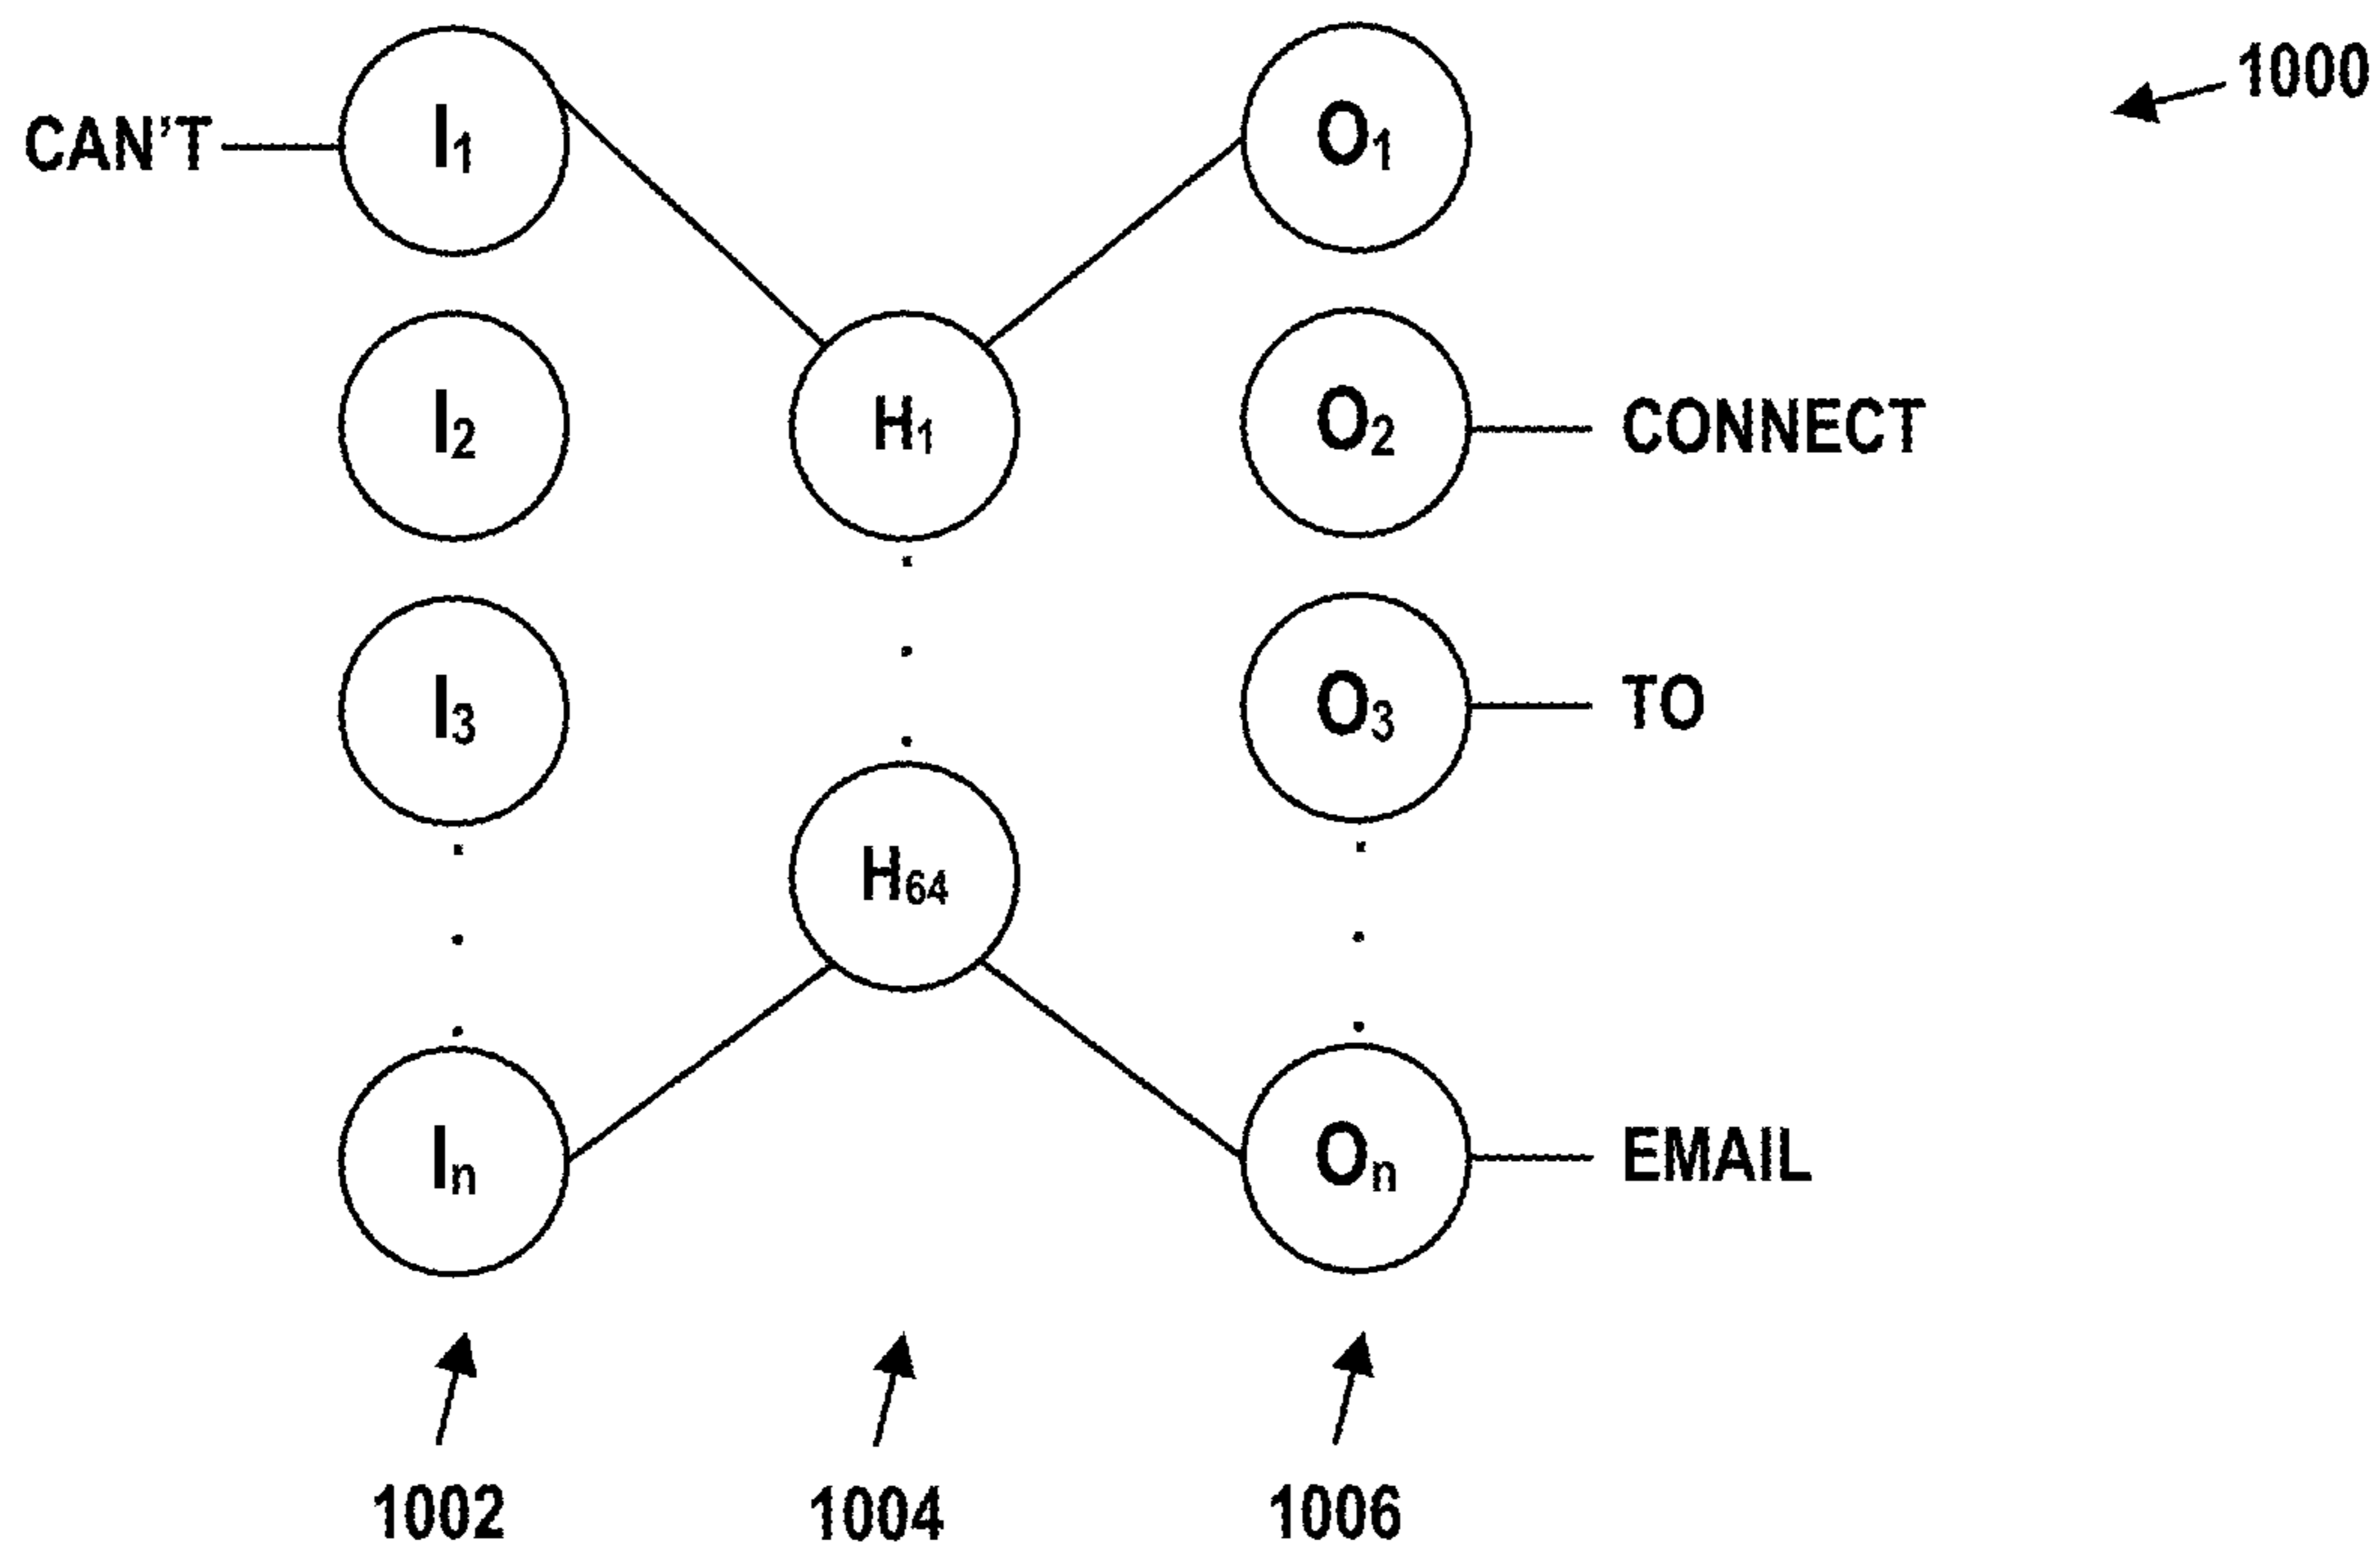 1000
CAN'T I1 O1
I2 H1 O2 CONNECT
I3 O3 TO
H64
In On EMAIL
1002 1004 1006